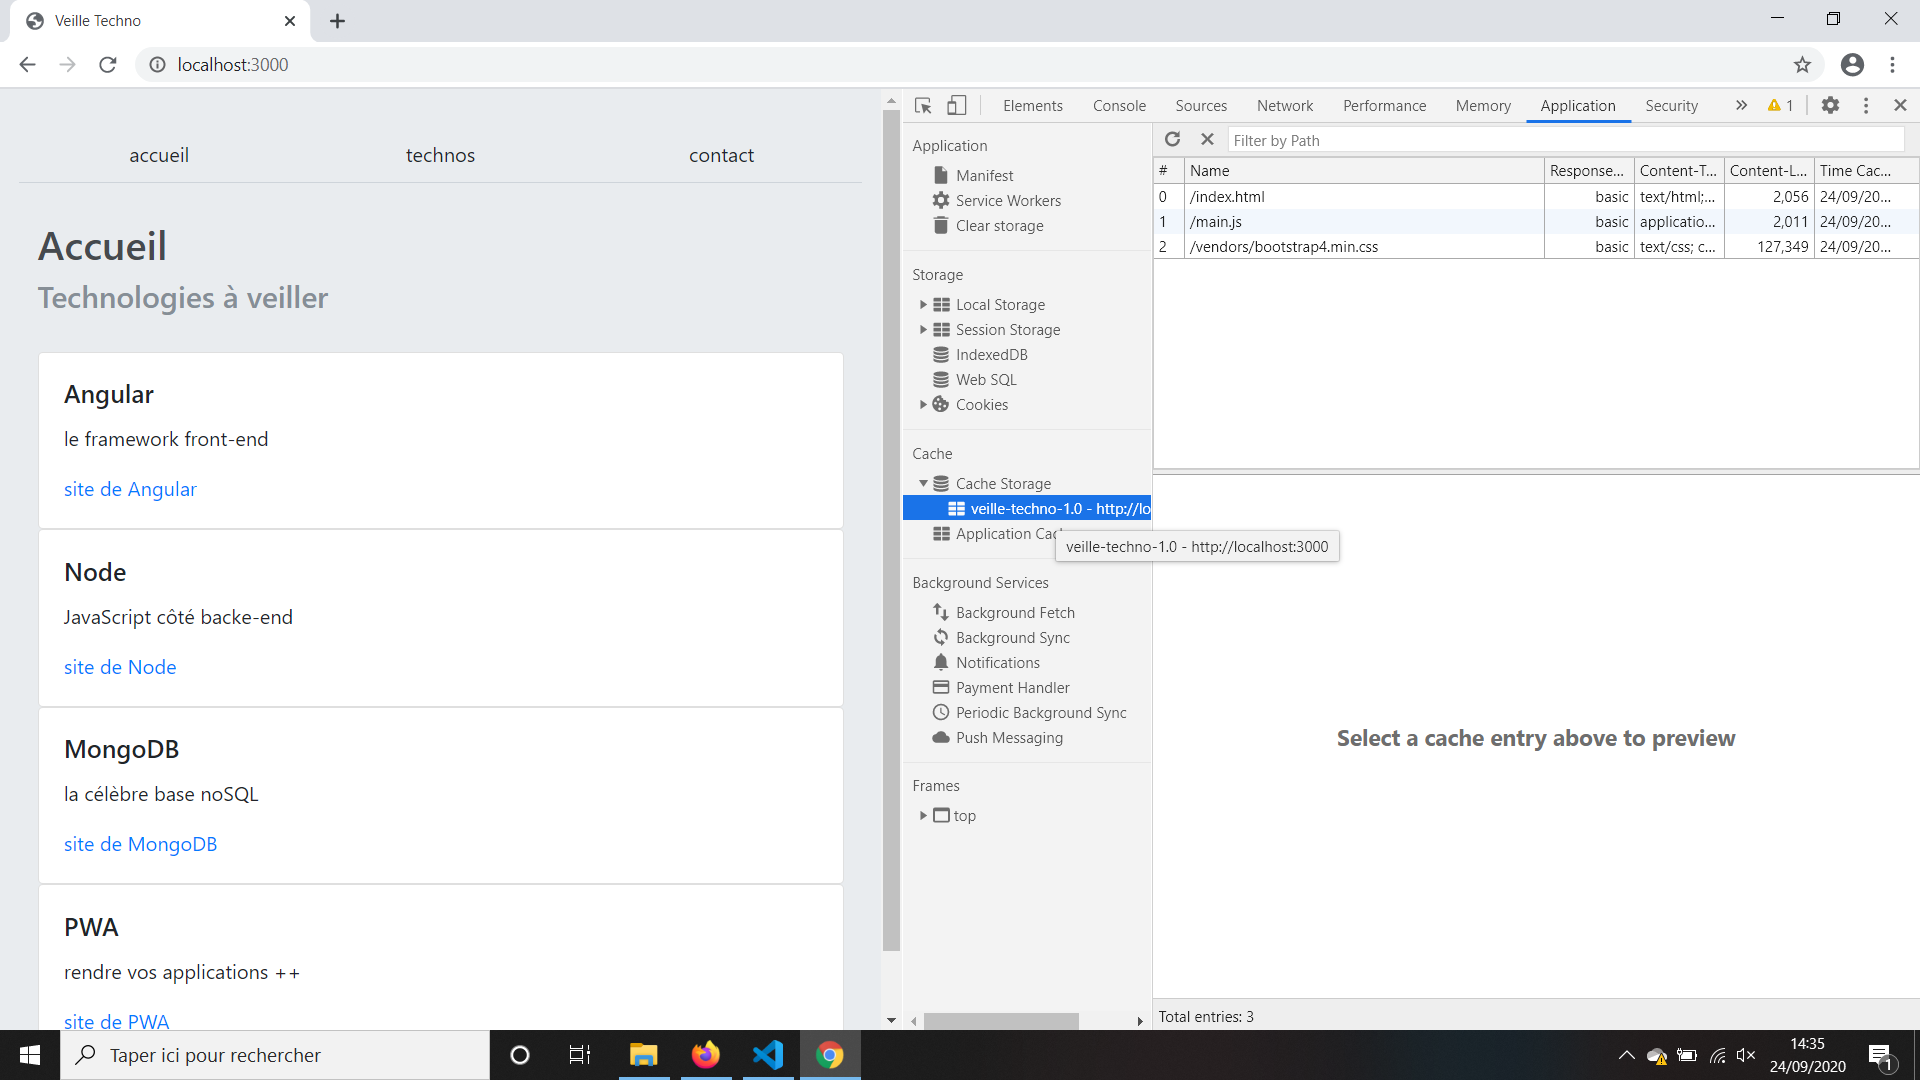 Veille Techno
localhost:3000
accueil technos contact
Accueil
Technologies à veiller
Angular
le framework front-end
site de Angular
Node
JavaScript côté backe-end
site de Node
MongoDB
la célèbre base noSQL
site de MongoDB
PWA
rendre vos applications ++
site de PWA
Elements Console Sources Network Performance Memory Application Security » 1
Application
Manifest
Service Workers
Clear storage
Storage
Local Storage
Session Storage
IndexedDB
Web SQL
Cookies
Cache
Cache Storage
veille-techno-1.0 - http://lo
Application Cac
veille-techno-1.0 - http://localhost:3000
Background Services
Background Fetch
Background Sync
Notifications
Payment Handler
Periodic Background Sync
Push Messaging
Frames
top
Filter by Path
# Name Response... Content-T... Content-L... Time Cac...
0 /index.html basic text/html;... 2,056 24/09/20...
1 /main.js basic applicatio... 2,011 24/09/20...
2 /vendors/bootstrap4.min.css basic text/css; c... 127,349 24/09/20...
Select a cache entry above to preview
Total entries: 3
Taper ici pour rechercher
14:35
24/09/2020
1